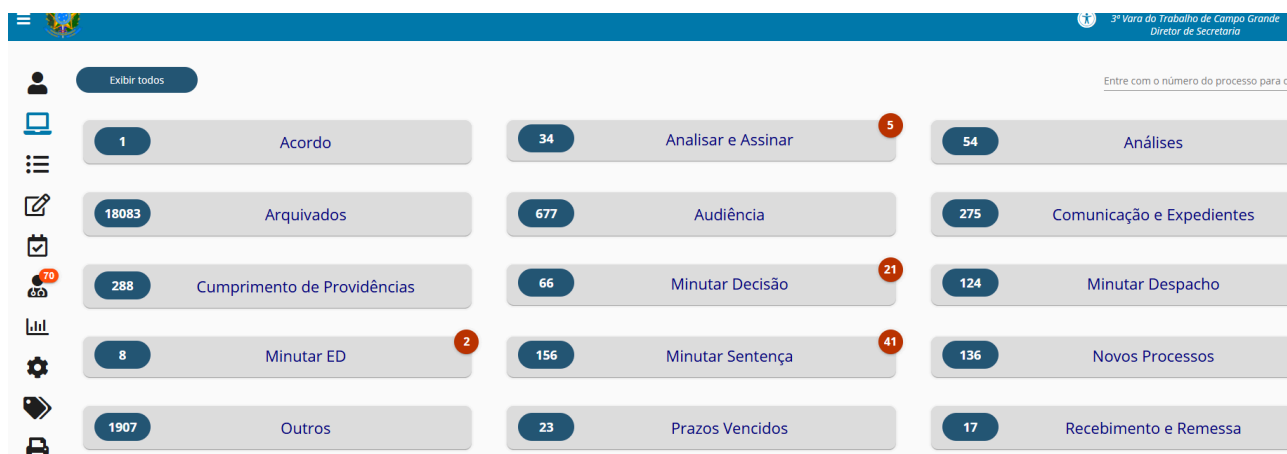 3ª Vara do Trabalho de Campo Grande
Diretor de Secretaria
Exibir todos
Entre com o número do processo para
1 Acordo
34 Analisar e Assinar 5
54 Análises
18083 Arquivados
677 Audiência
275 Comunicação e Expedientes
70
288 Cumprimento de Providências
66 Minutar Decisão 21
124 Minutar Despacho
8 Minutar ED 2
156 Minutar Sentença 41
136 Novos Processos
1907 Outros
23 Prazos Vencidos
17 Recebimento e Remessa